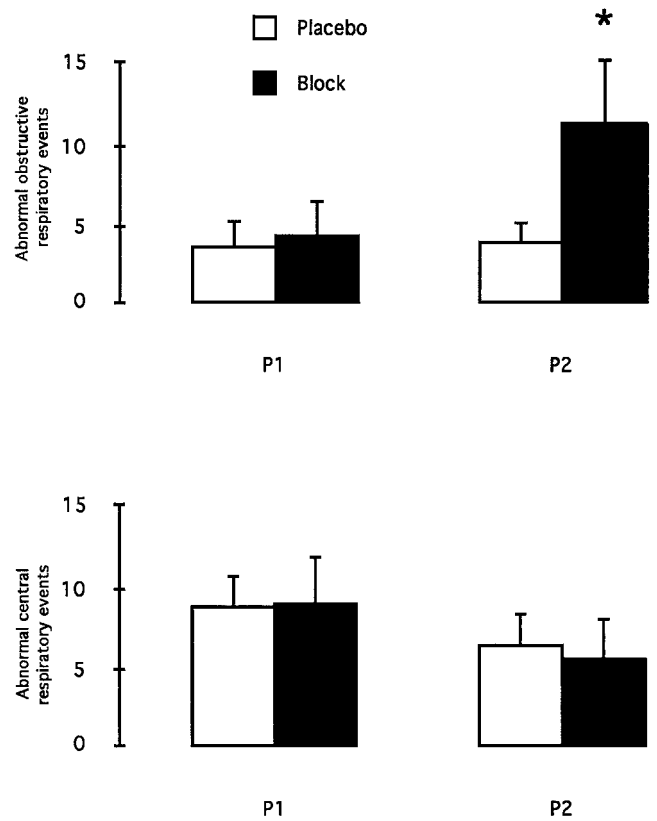 Placebo
Block
*
15
10
5
0
Abnormal obstructive
respiratory events
P1
P2
15
10
5
0
Abnormal central
respiratory events
P1
P2